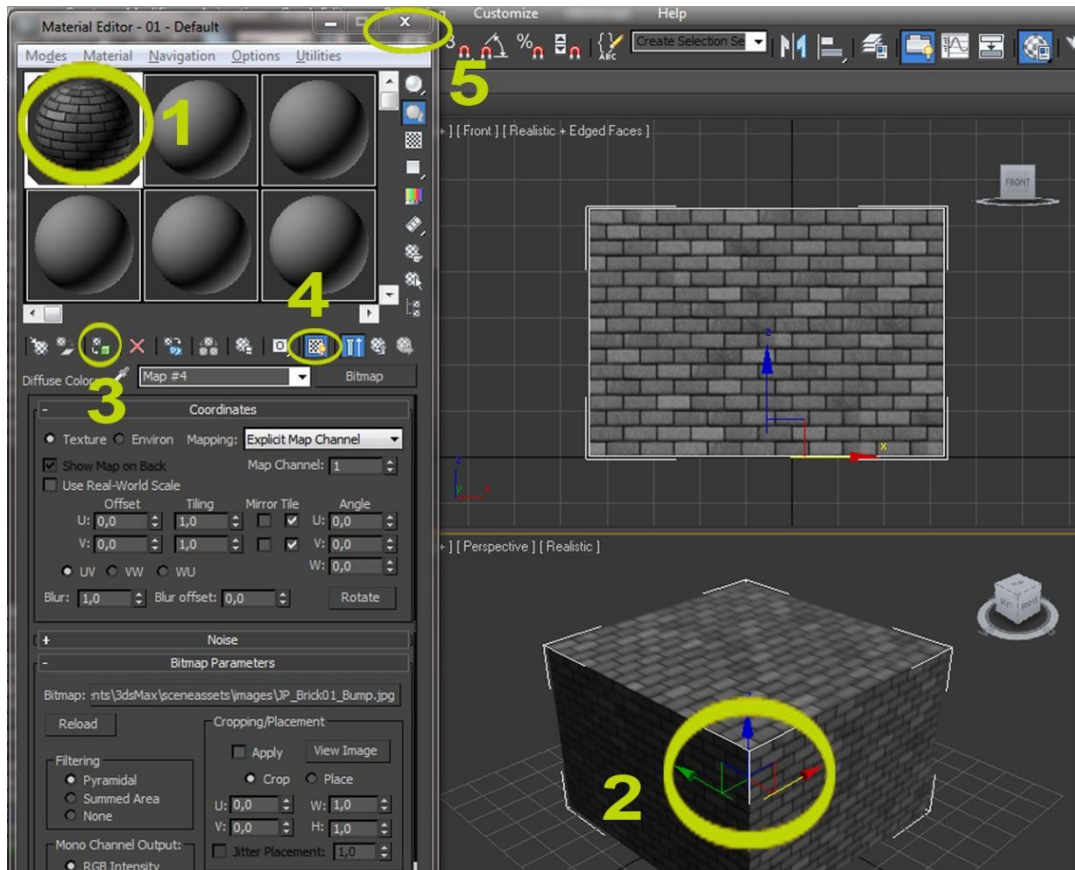 Material Editor - 01 - Default
X
Customize
Help
Modes Material Navigation Options Utilities
3 % ABC Create Selection Se
1
5
+ ] [ Front ] [ Realistic + Edged Faces ]
FRONT
z
x
z
4
3
Diffuse Color: Map #4 Bitmap
- Coordinates
Texture Environ Mapping: Explicit Map Channel
Show Map on Back Map Channel: 1
Use Real-World Scale
Offset Tiling Mirror Tile Angle
U: 0,0 1,0 U: 0,0
V: 0,0 1,0 V: 0,0
W: 0,0
UV VW WU
Blur: 1,0 Blur offset: 0,0 Rotate
+ Noise
- Bitmap Parameters
Bitmap: nts\3dsMax\sceneassets\images\JP_Brick01_Bump.jpg
Reload
Cropping/Placement
Apply View Image
Filtering
Pyramidal
Summed Area
None
Crop Place
U: 0,0 W: 1,0
V: 0,0 H: 1,0
Jitter Placement: 1,0
Mono Channel Output:
RGB Intensity
+ ] [ Perspective ] [ Realistic ]
2